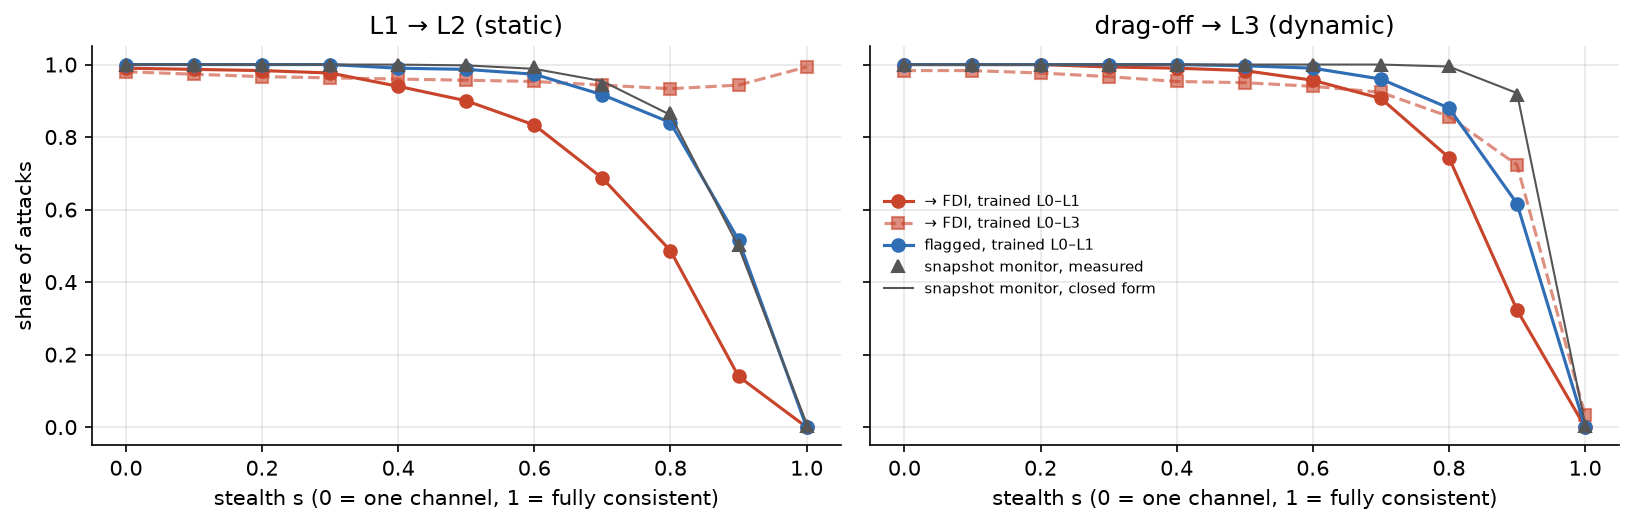 L1 → L2 (static)
share of attacks
1.0
0.8
0.6
0.4
0.2
0.0
0.0 0.2 0.4 0.6 0.8 1.0
stealth s (0 = one channel, 1 = fully consistent)
drag-off → L3 (dynamic)
→ FDI, trained L0–L1
→ FDI, trained L0–L3
flagged, trained L0–L1
snapshot monitor, measured
snapshot monitor, closed form
0.0 0.2 0.4 0.6 0.8 1.0
stealth s (0 = one channel, 1 = fully consistent)